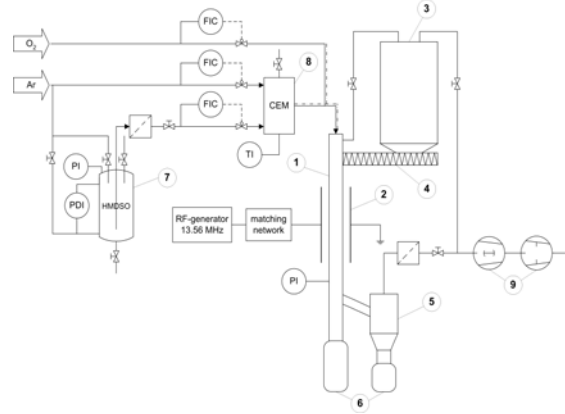 FIC
3
O2
FIC
8
Ar
FIC
CEM
TI
1
4
PI
7
2
HMDSO
PDI
RF-generator
13.56 MHz
matching
network
PI
5
9
6